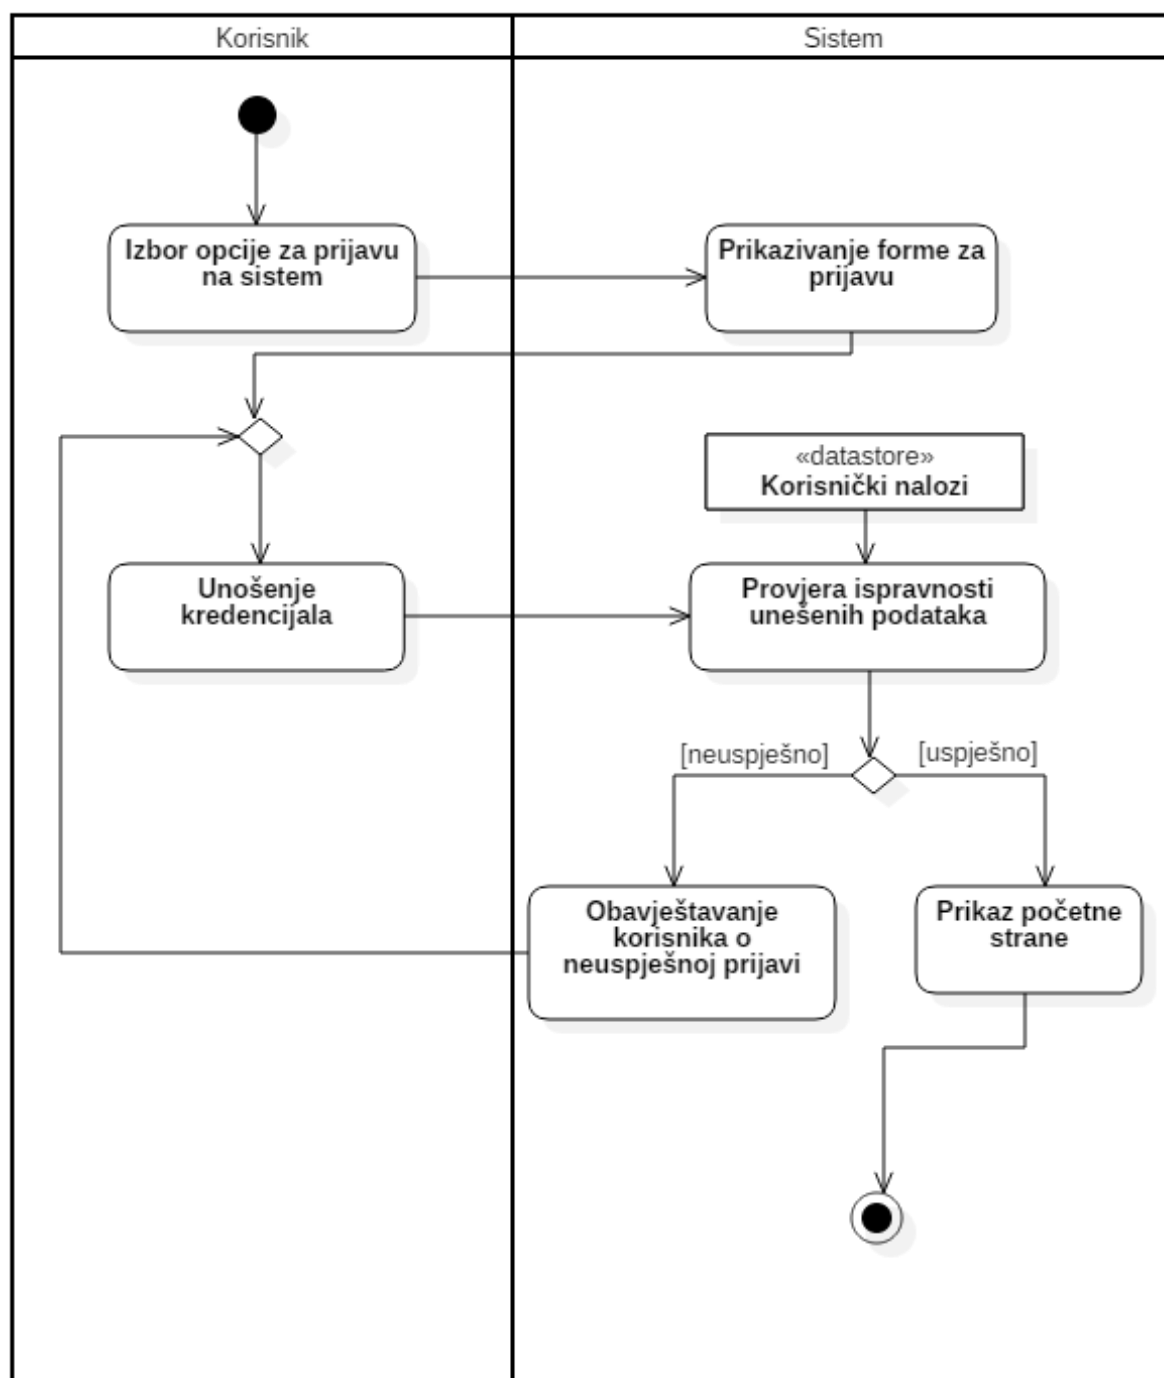 Korisnik
Sistem
Izbor opcije za prijavu
na sistem
Prikazivanje forme za
prijavu
«datastore»
Korisnički nalozi
Unošenje
kredencijala
Provjera ispravnosti
unešenih podataka
[neuspješno]
[uspješno]
Obavještavanje
korisnika o
neuspješnoj prijavi
Prikaz početne
strane